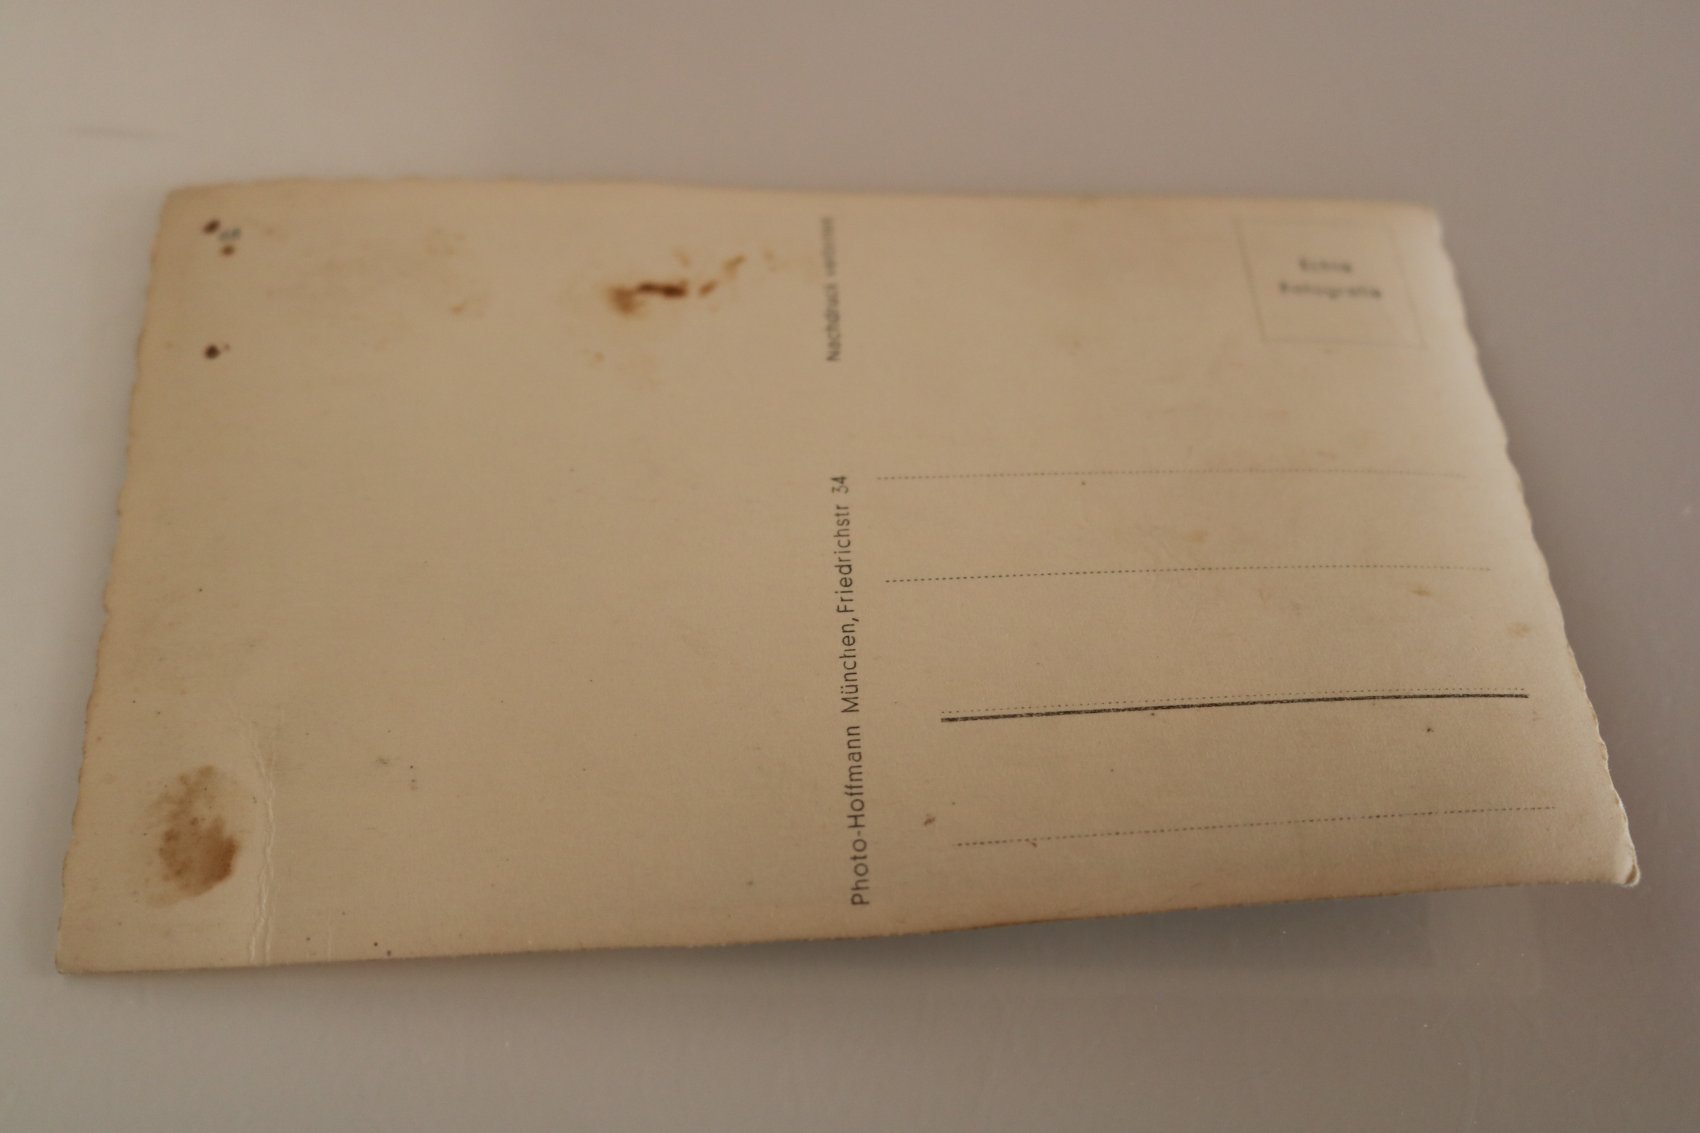 Echte
Fotografie
Nachdruck verboten
Photo-Hoffmann München, Friedrichstr 34